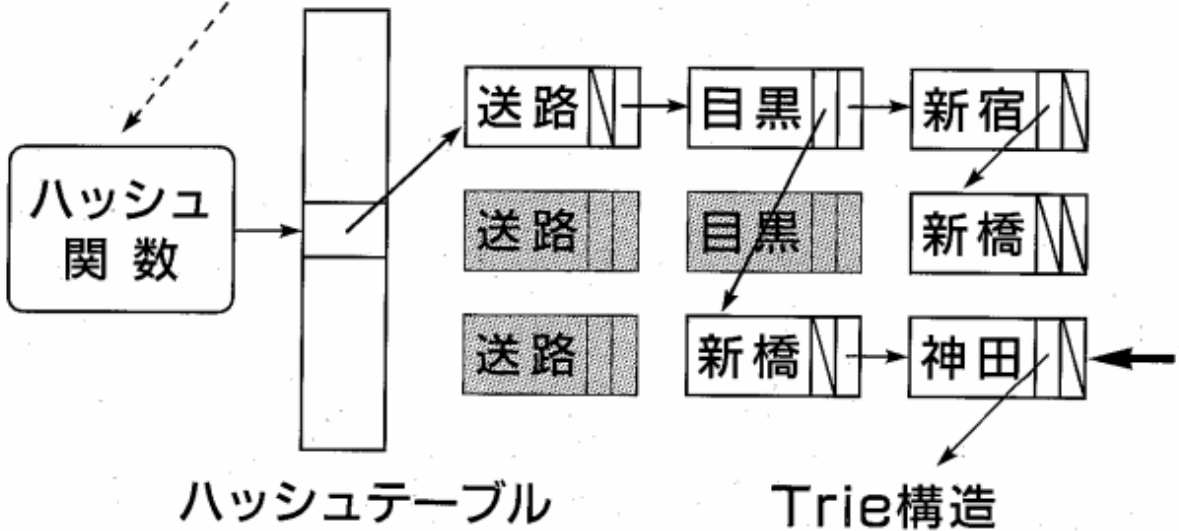 送路 目黒 新宿
ハッシュ
関数
送路 目黒 新橋
送路 新橋 神田
ハッシュテーブル Trie構造